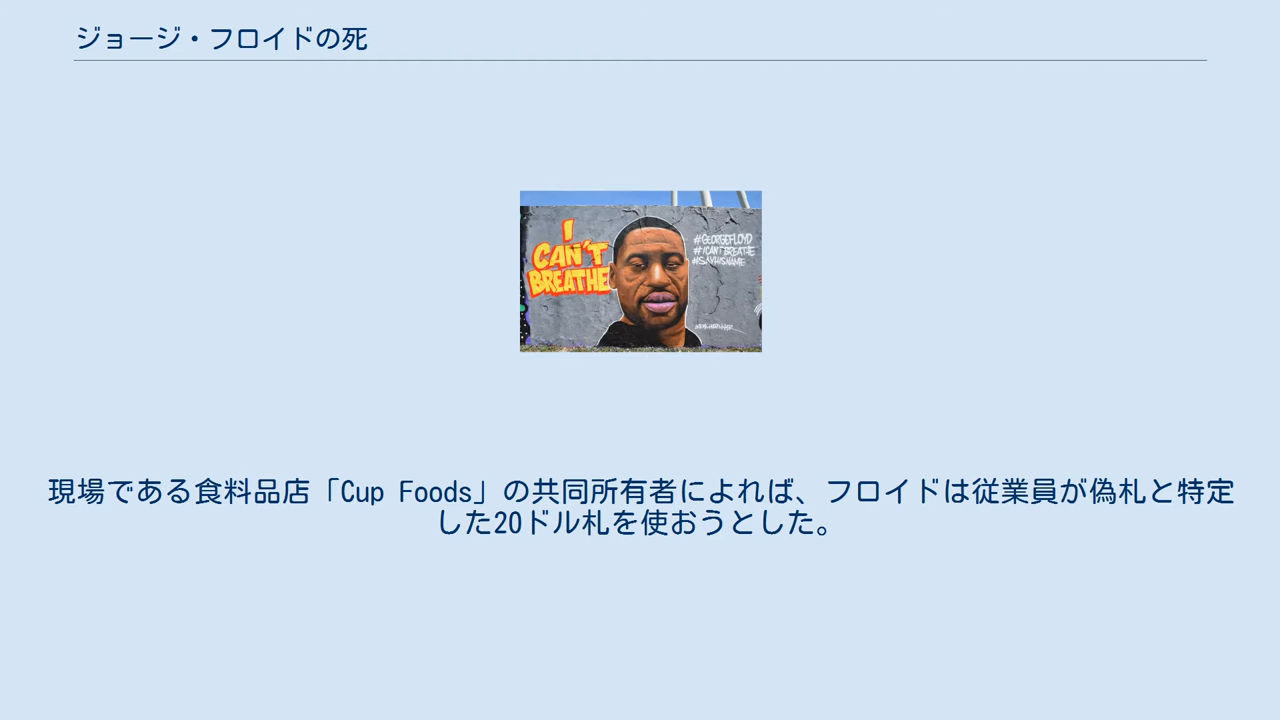 ジョージ・フロイドの死
I
CAN'T
BREATHE
#GEORGEFLOYD
#ICANTBREATHE
#SAYHISNAME
現場である食料品店「Cup Foods」の共同所有者によれば、フロイドは従業員が偽札と特定
した20ドル札を使おうとした。